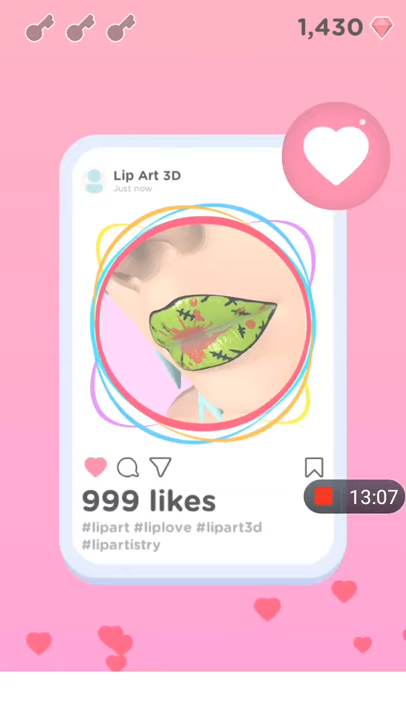 1,430
Lip Art 3D
Just now
999 likes
#lipart #liplove #lipart3d
#lipartistry
13:07